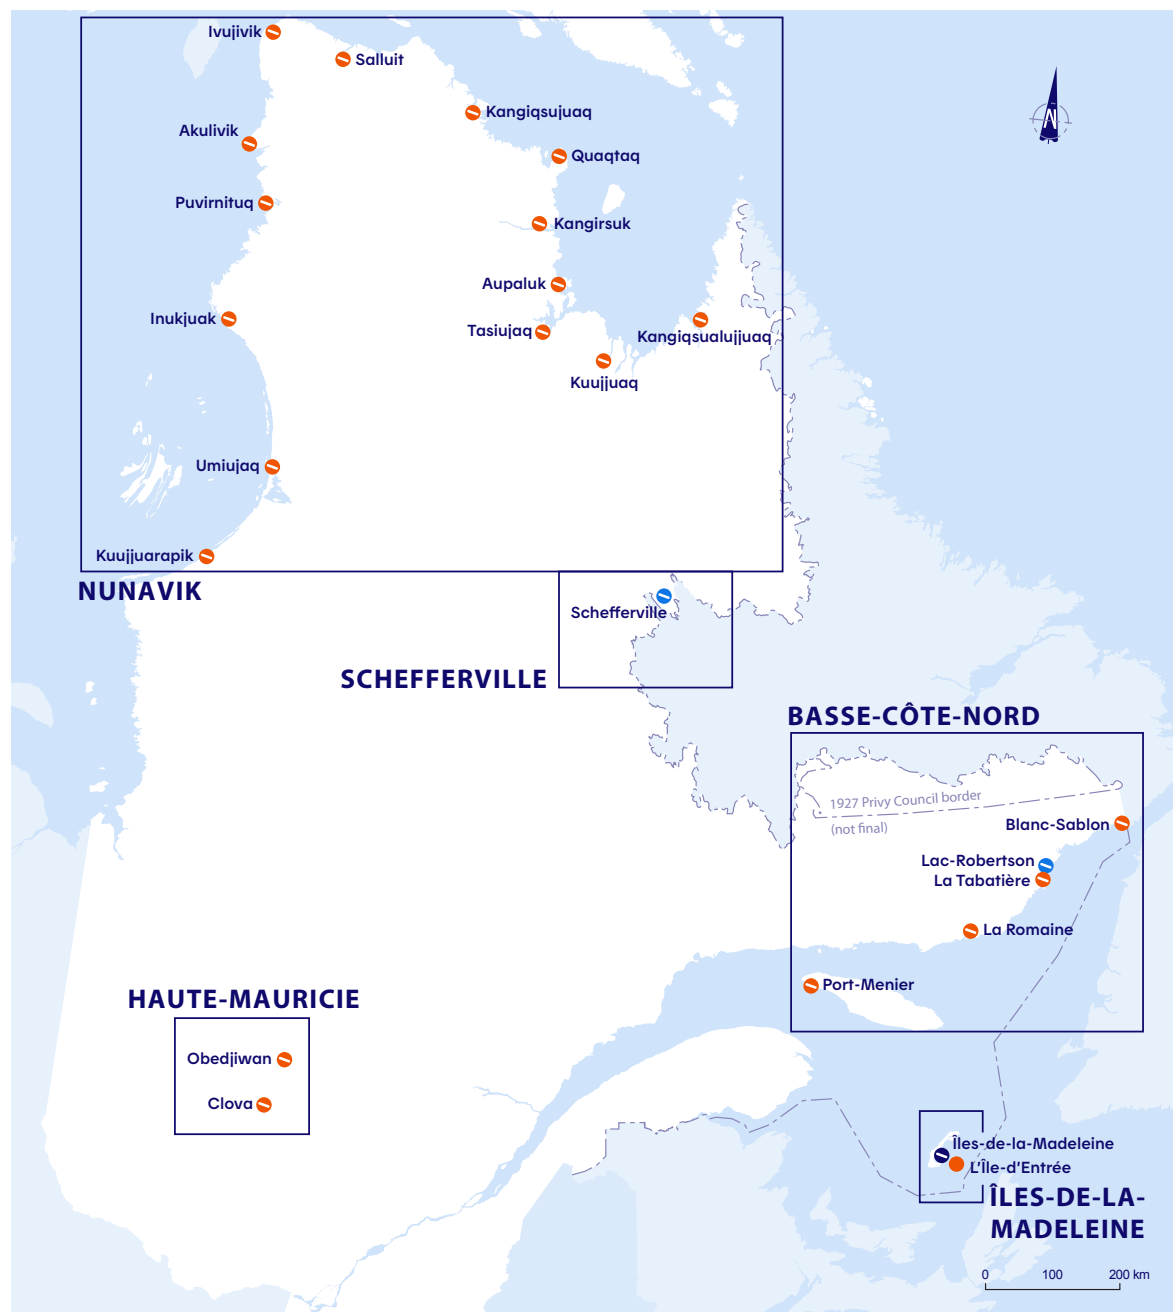 Ivujivik
Salluit
Kangiqsujuaq
N
Akulivik
Quaqtaq
Puvirnituq
Kangirsuk
Aupaluk
Inukjuak
Tasiujaq
Kangiqsualujjuaq
Kuujjuaq
Umiujaq
Kuujjuarapik
NUNAVIK
Schefferville
SCHEFFERVILLE
BASSE-CÔTE-NORD
1927 Privy Council border
(not final)
Blanc-Sablon
Lac-Robertson
La Tabatière
La Romaine
Port-Menier
HAUTE-MAURICIE
Obedjiwan
Clova
Îles-de-la-Madeleine
L'Île-d'Entrée
ÎLES-DE-LA-
MADELEINE
0 100 200 km